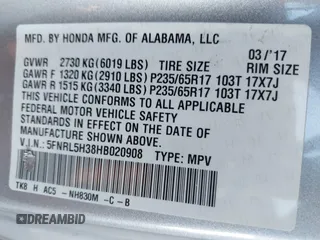 MFD. BY HONDA MFG. OF ALABAMA, LLC
03/'17
GVWR 2730 KG(6019 LBS) TIRE SIZE RIM SIZE
GAWR F 1320 KG(2910 LBS) P235/65R17 103T 17X7J
GAWR R 1515 KG(3340 LBS) P235/65R17 103T 17X7J
THIS VEHICLE CONFORMS TO ALL APPLICABLE
FEDERAL MOTOR VEHICLE SAFETY AND THEFT
PREVENTION STANDARDS IN EFFECT ON THE DATE OF
MANUFACTURE SHOWN ABOVE.
V.I.N.: 5FNRL5H38HB020908 TYPE: MPV
TK8 H AC5 -NH830M -C-B
DREAMBID